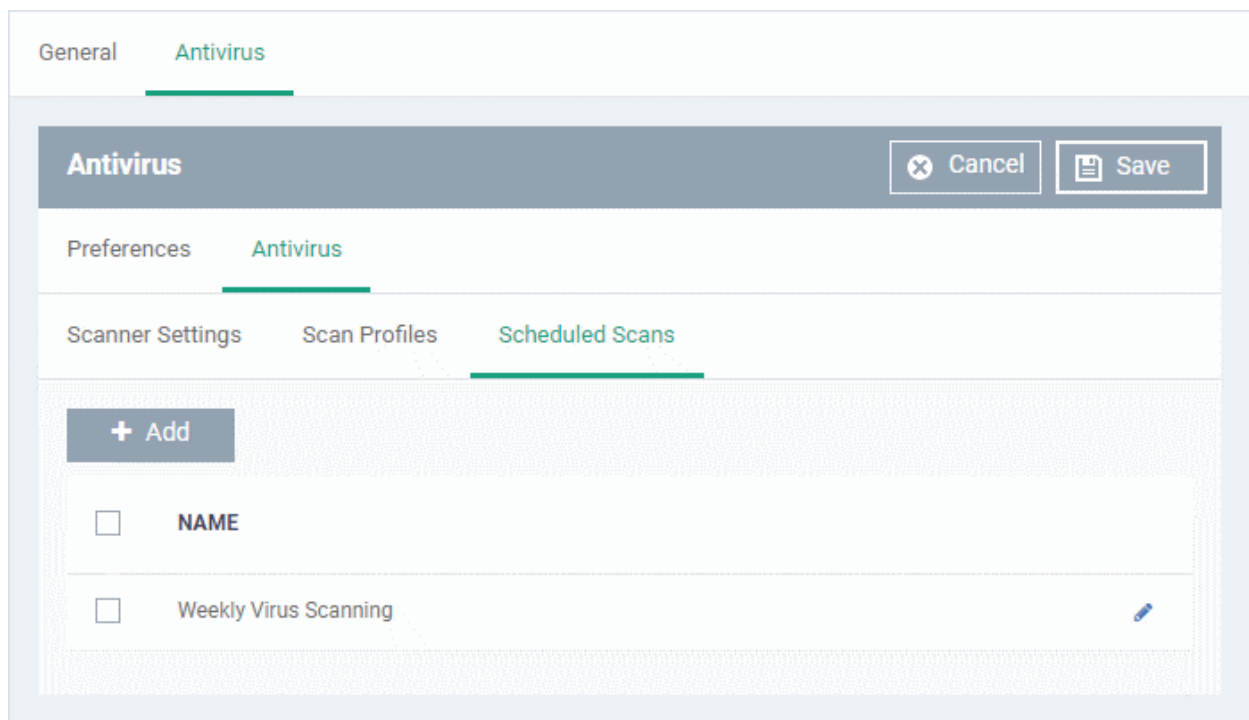 General Antivirus
Antivirus Cancel Save
Preferences Antivirus
Scanner Settings Scan Profiles Scheduled Scans
+ Add
NAME
Weekly Virus Scanning